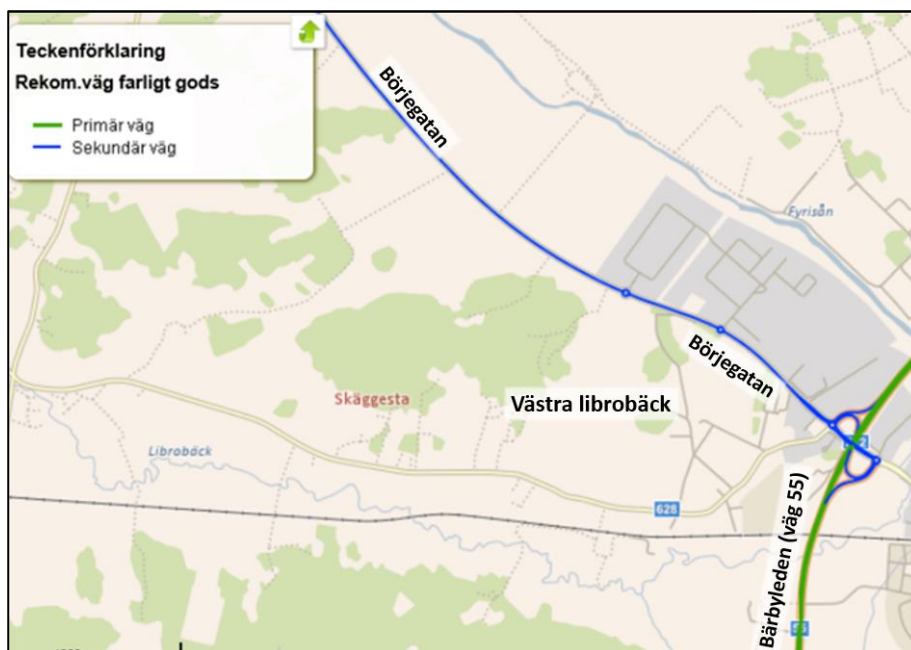 Teckenförklaring
Rekom.väg farligt gods
Primär väg
Sekundär väg
Börjegatan
Fyrisån
Börjegatan
Skäggesta
Västra librobäck
Librobäck
628
Bärbyleden (väg 55)
55